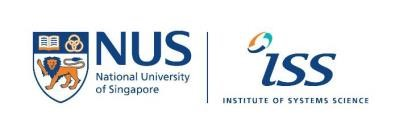 NUS
National University
of Singapore
iss
INSTITUTE OF SYSTEMS SCIENCE